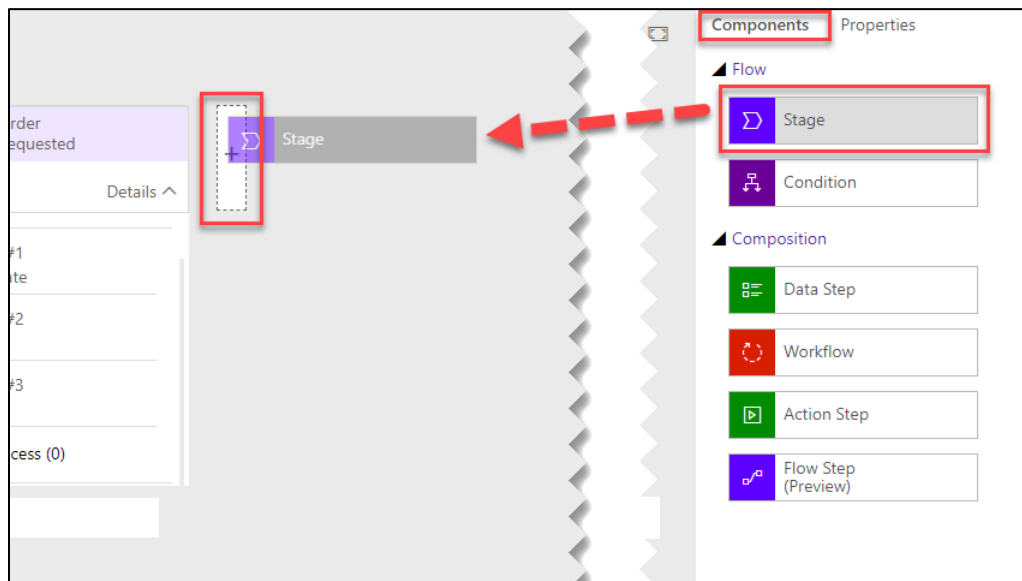 Components Properties
Flow
rder
equested
Stage
Stage
Details
Condition
#1
ate
Composition
#2
Data Step
#3
Workflow
Action Step
cess (0)
Flow Step
(Preview)